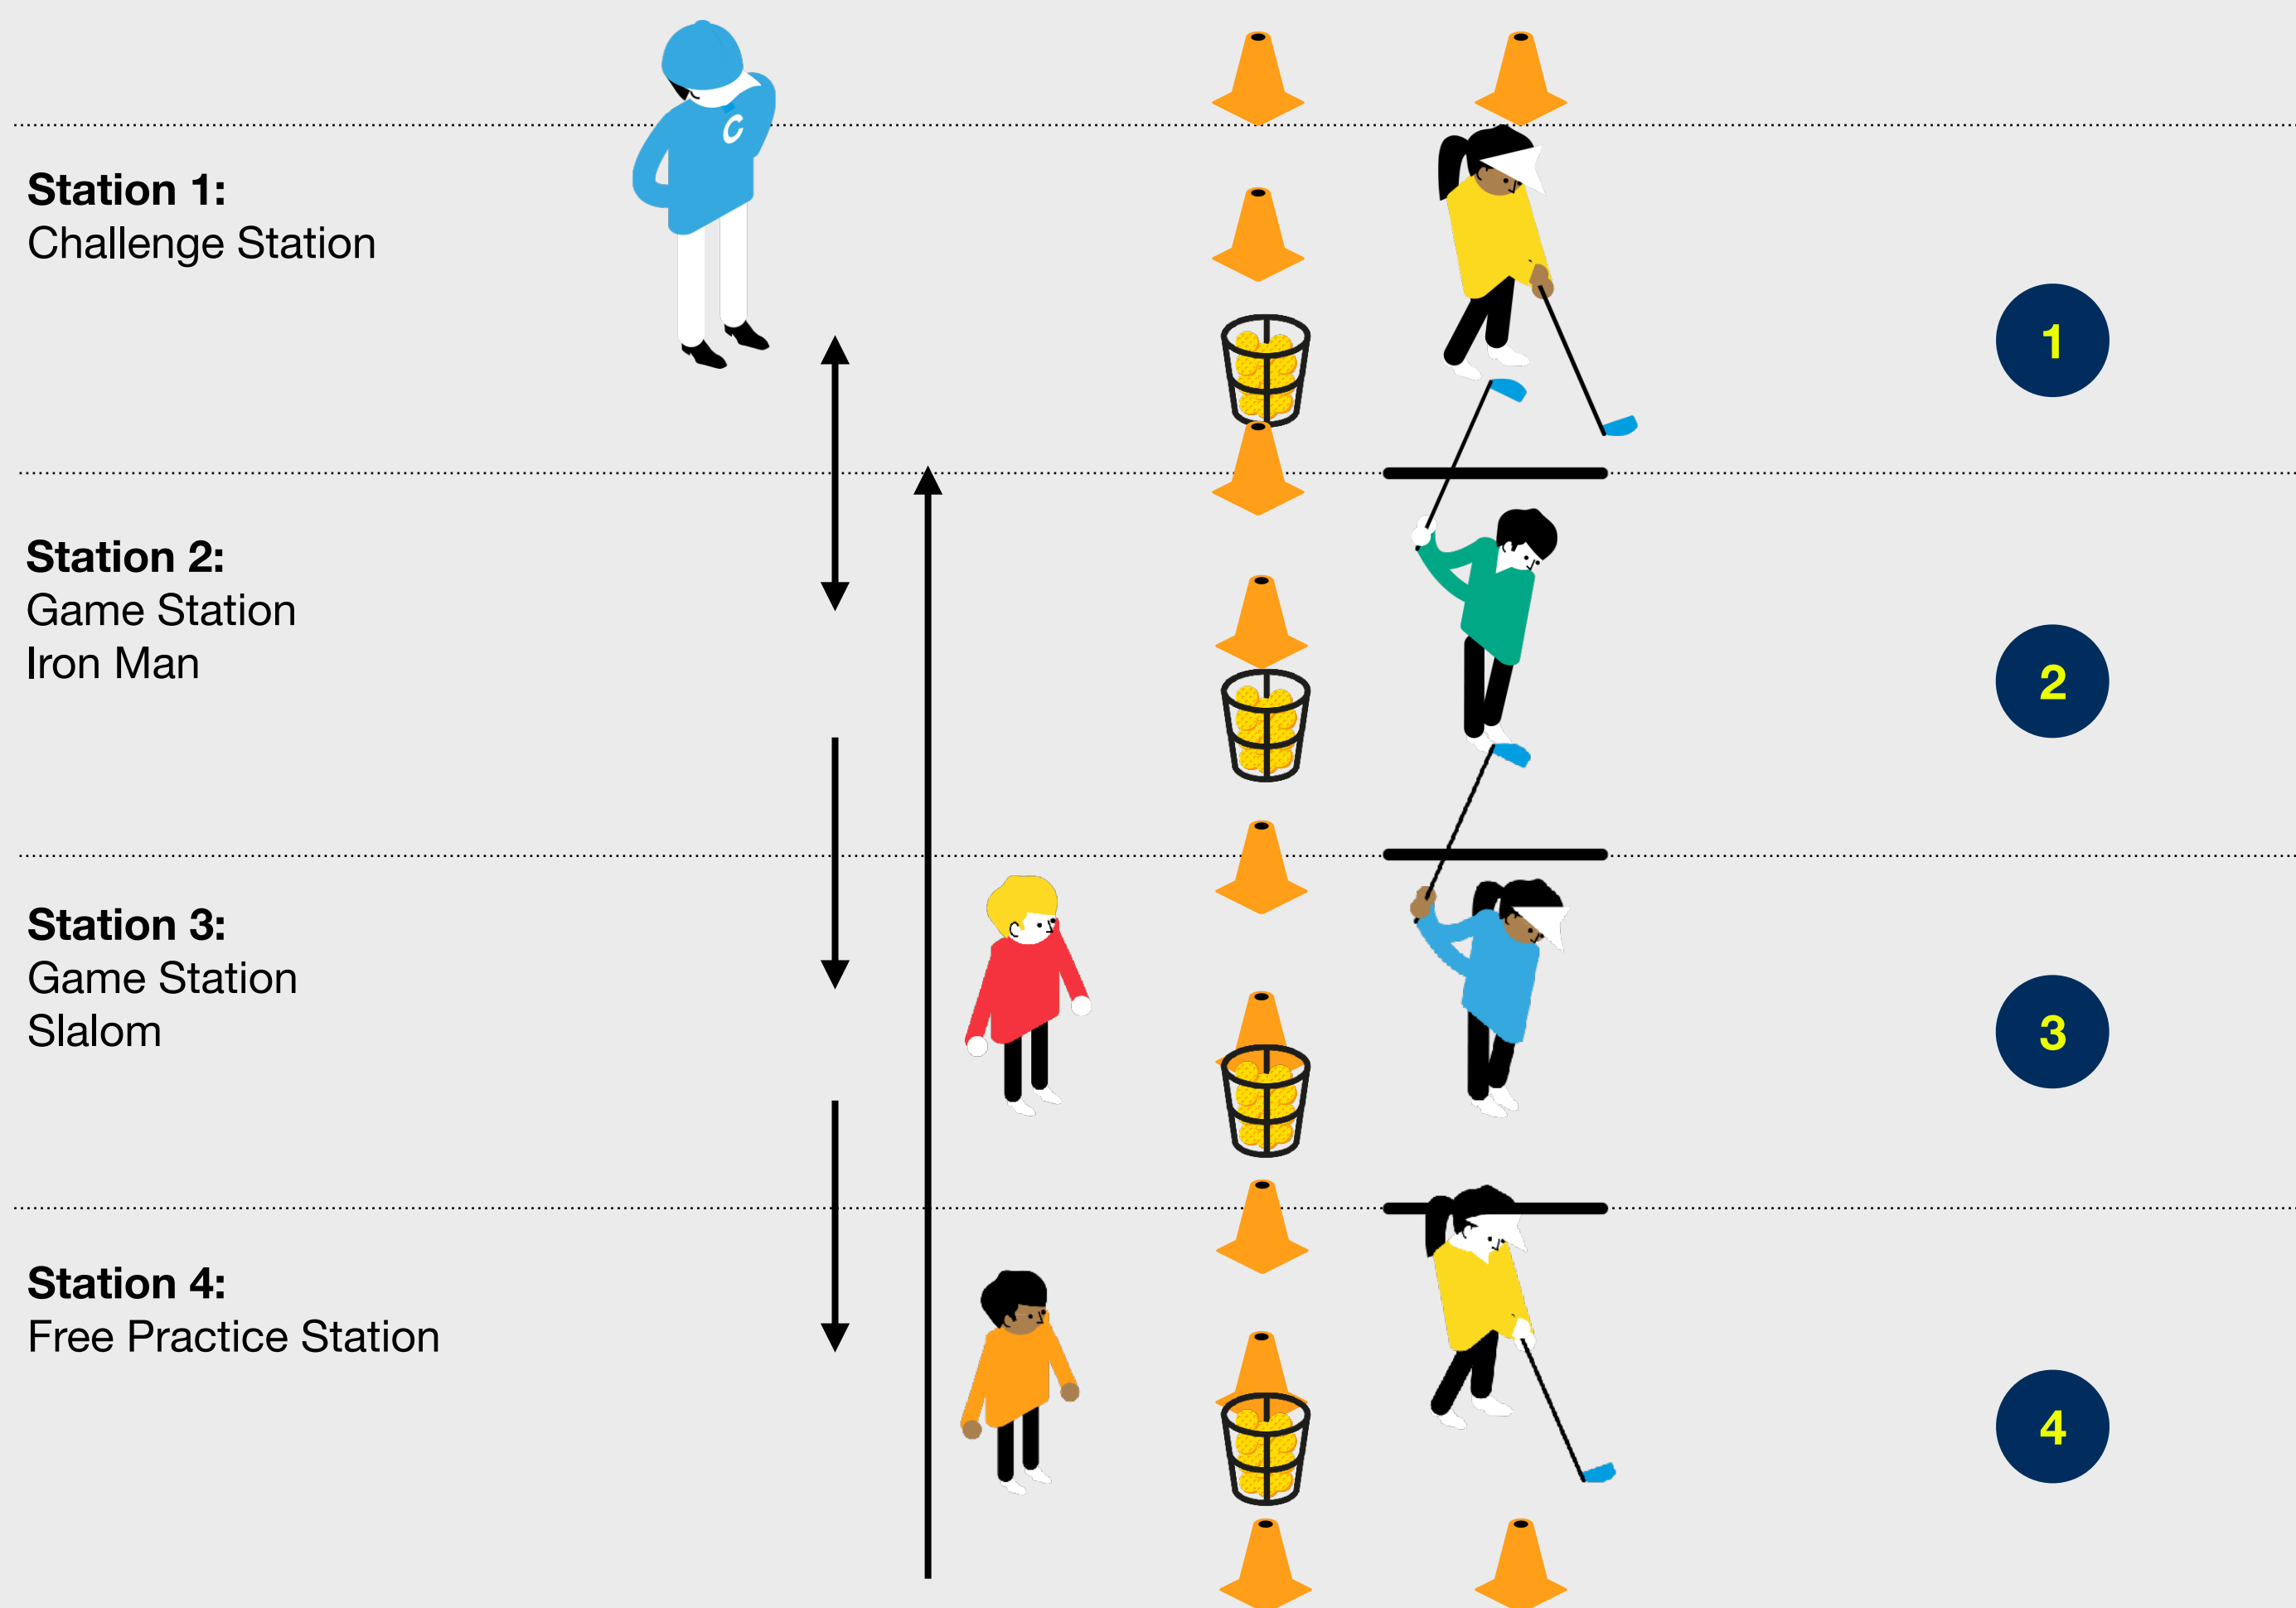 C
Station 1:
Challenge Station
1
Station 2:
Game Station
Iron Man
2
Station 3:
Game Station
Slalom
3
Station 4:
Free Practice Station
4